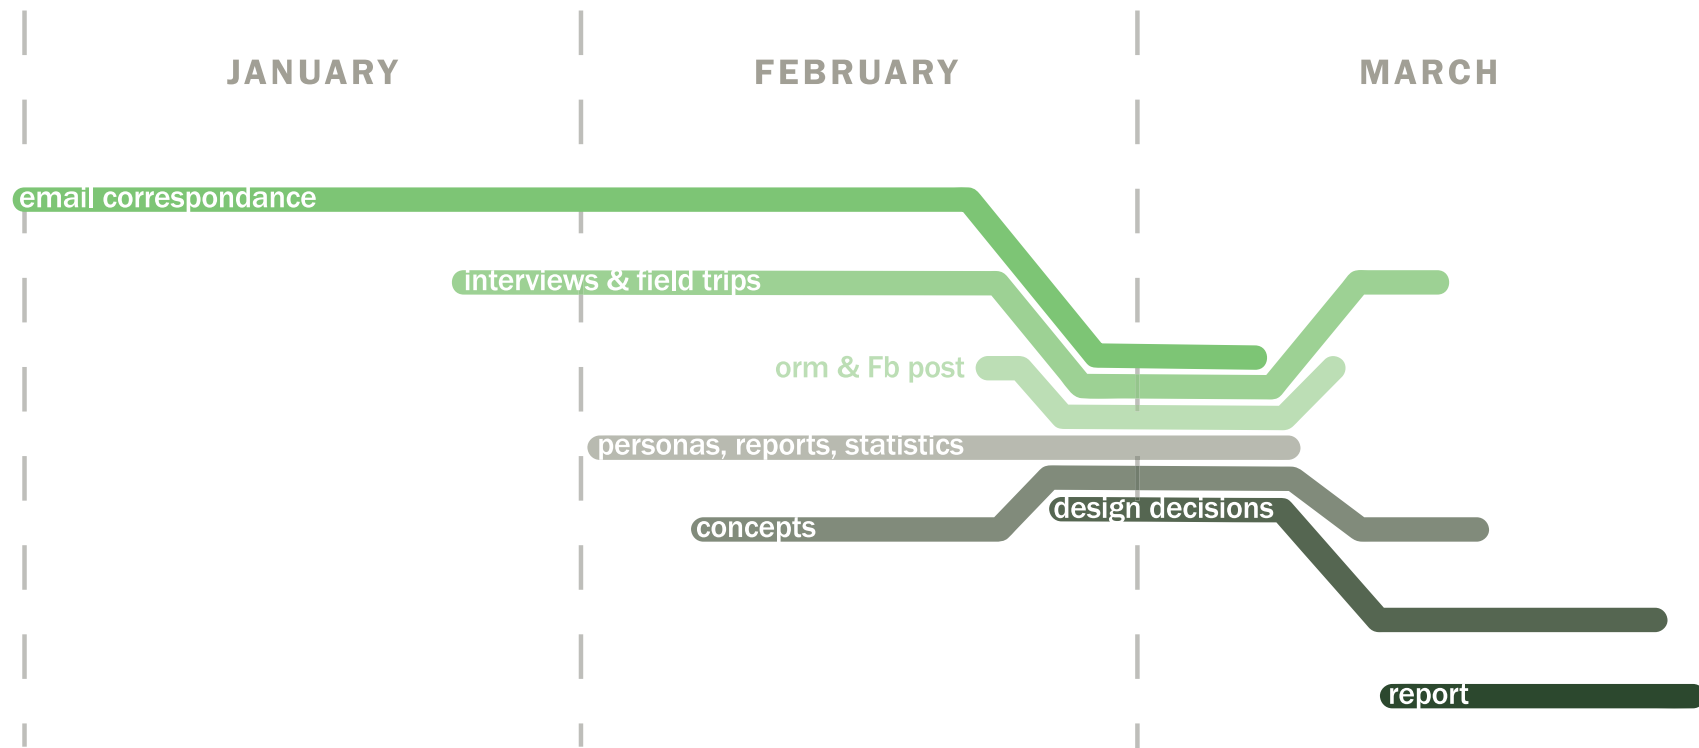 JANUARY
FEBRUARY
MARCH
email correspondance
interviews & field trips
orm & Fb post
personas, reports, statistics
concepts
design decisions
report